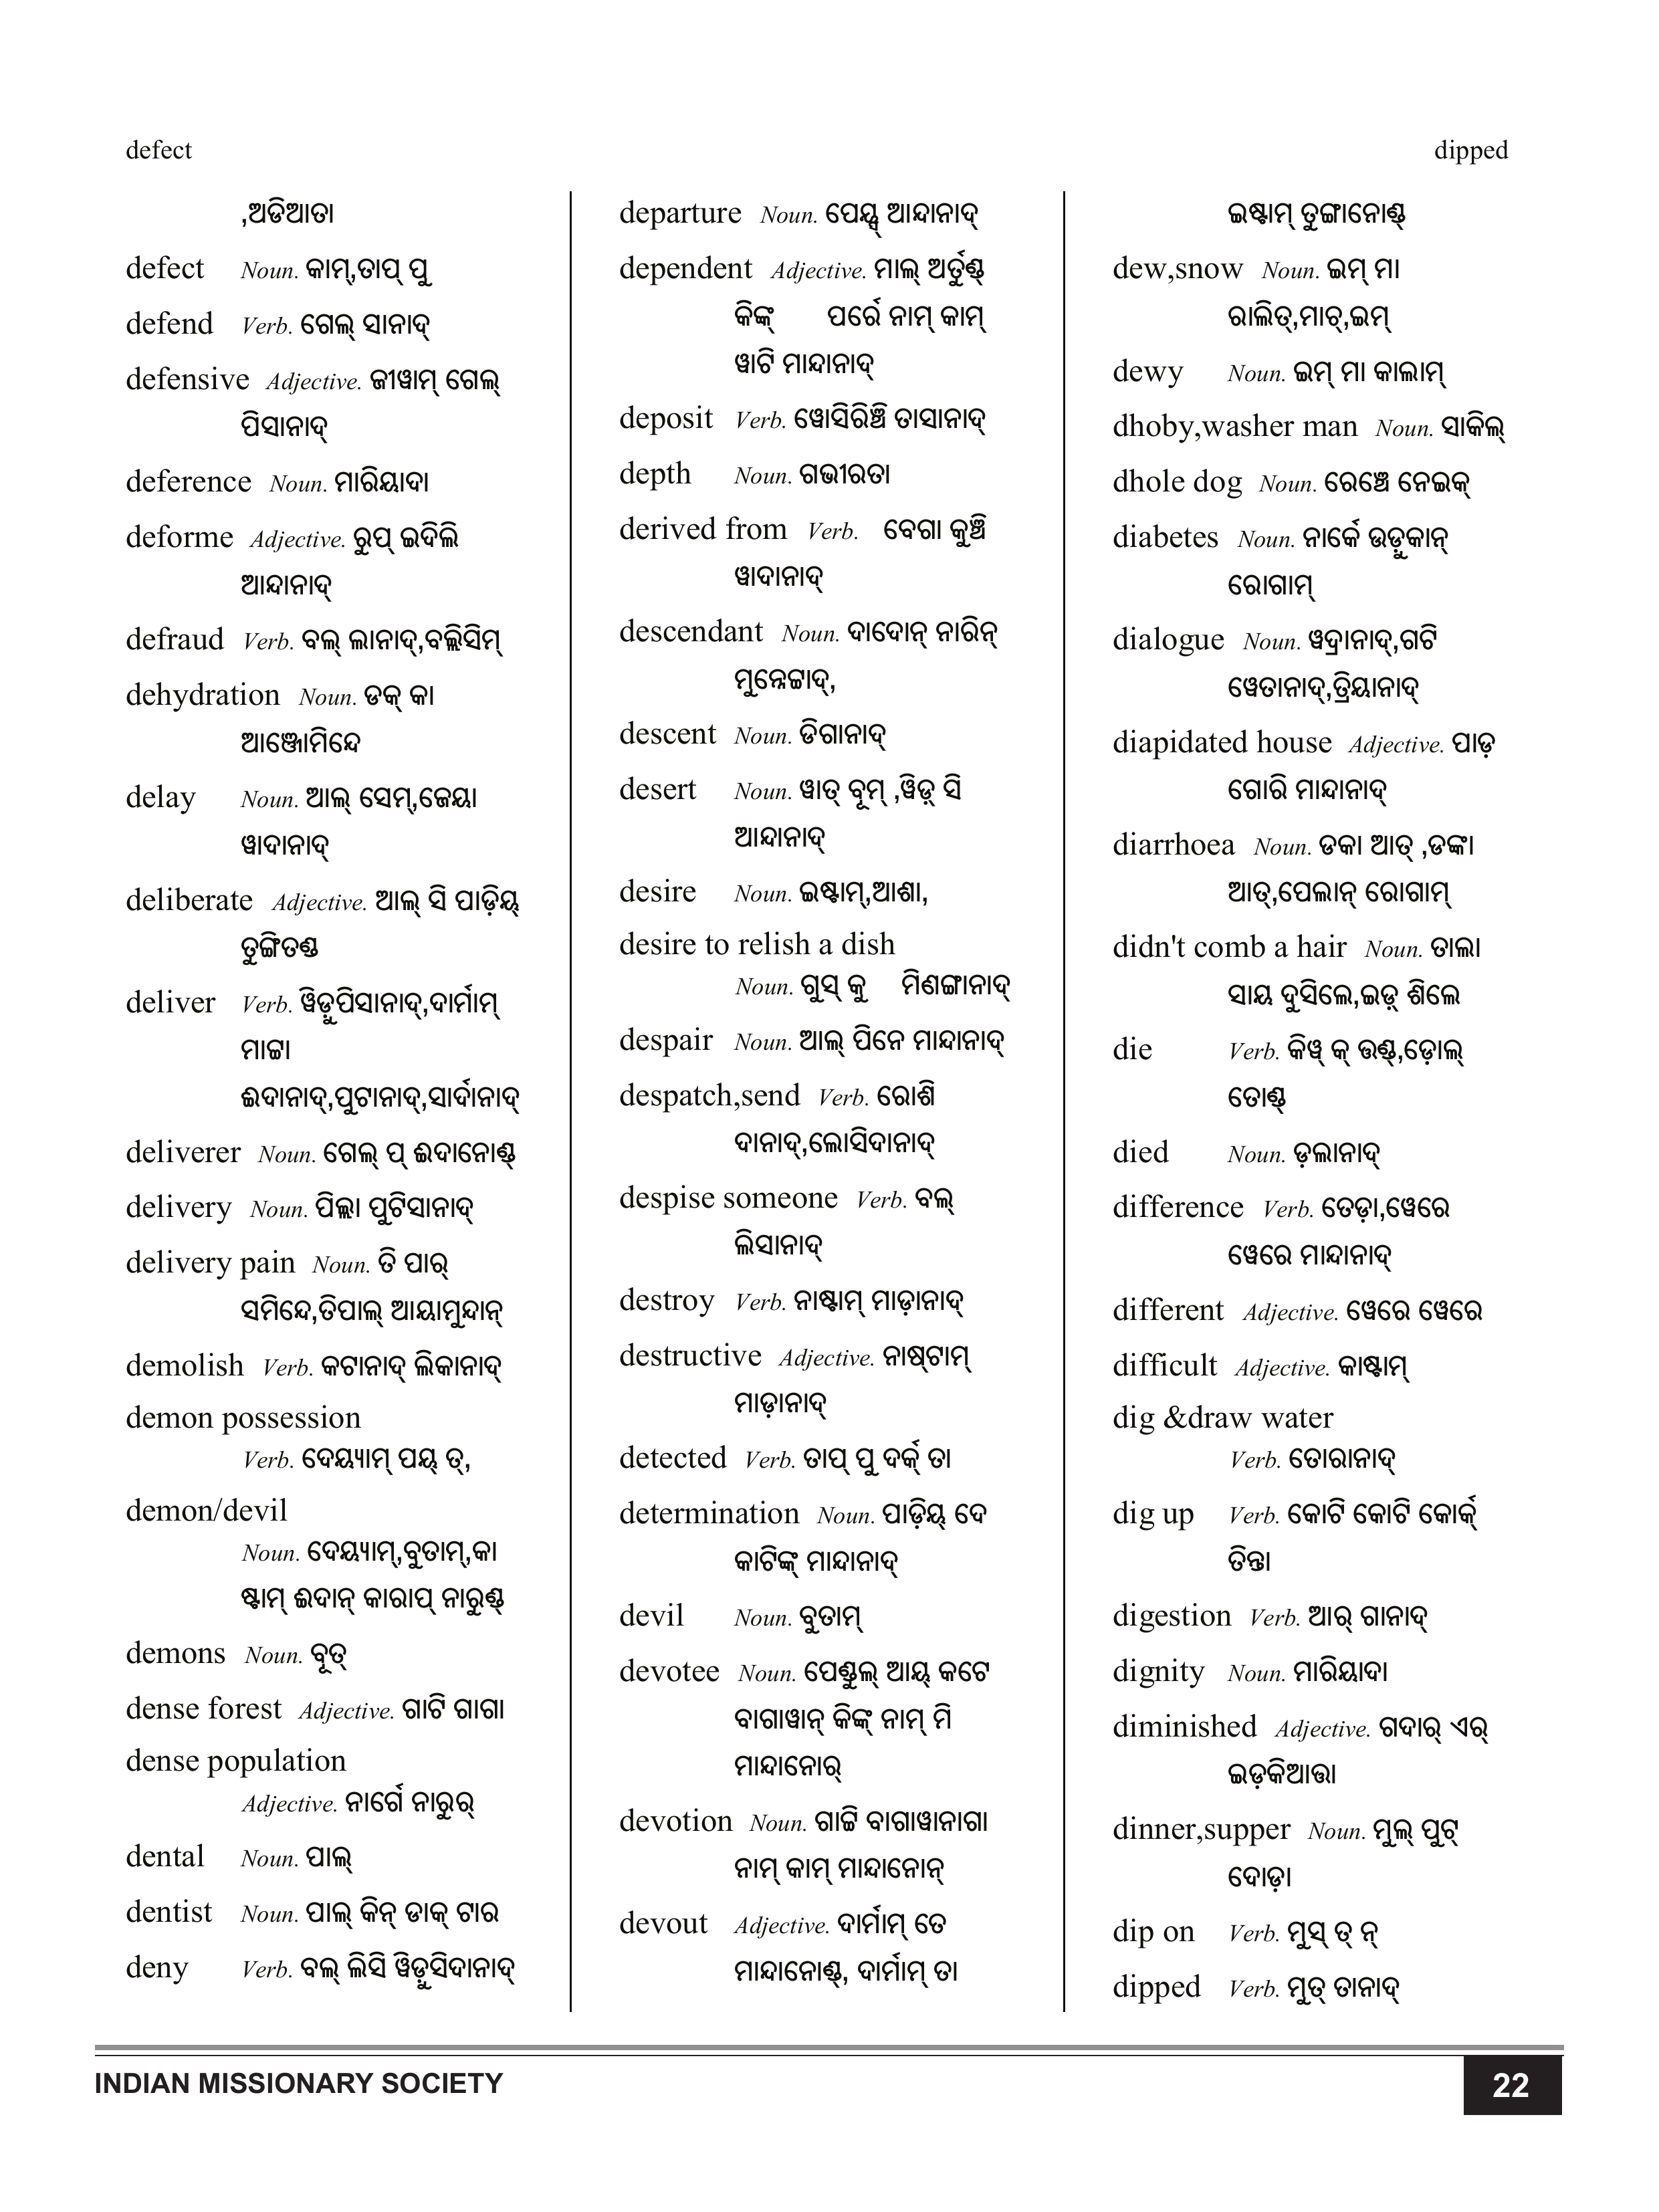 defect
dipped
,ଅଡିଆତା
defect Noun. କାମ୍,ତାପ୍ ପୁ
defend Verb. ଗେଲ୍ ସାନାଦ୍
defensive Adjective. ଜୀୱାମ୍ ଗେଲ୍
ପିସାନାଦ୍
deference Noun. ମାରିୟାଦା
deforme Adjective. ରୁପ୍ ଇଦିଲି
ଆନ୍ଦାନାଦ୍
defraud Verb. ବଲ୍ ଲାନାଦ୍,ବଲ୍ଲିସିମ୍
dehydration Noun. ଡକ୍ କା
ଆଞ୍ଜୋମିନ୍ଦେ
delay Noun. ଆଲ୍ ସେମ୍,ଜେୟା
ୱାଦାନାଦ୍
deliberate Adjective. ଆଲ୍ ସି ପାଡ଼ିୟ୍
ତୁଙ୍ଗିତଣ୍ଡ
deliver Verb. ୱିଡ଼ୁପିସାନାଦ୍,ଦାର୍ମାମ୍
ମାଟ୍ଟା
ଈଦାନାଦ୍,ପୁଟାନାଦ୍,ସାର୍ଦାନାଦ୍
deliverer Noun. ଗେଲ୍ ପ୍ ଈଦାନୋଣ୍ଡ୍
delivery Noun. ପିଲ୍ଲା ପୁଟିସାନାଦ୍
delivery pain Noun. ତି ପାର୍
ସମିନ୍ଦେ,ତିପାଲ୍ ଆୟାମୁନ୍ଦାନ୍
demolish Verb. କଟାନାଦ୍ ଲିକାନାଦ୍
demon possession
Verb. ଦେୟ୍ୟାମ୍ ପୟ୍ ତ୍,
demon/devil
Noun. ଦେୟ୍ୟାମ୍,ବୁତାମ୍,କା
ଷ୍ଟାମ୍ ଈଦାନ୍ କାରାପ୍ ନାରୁଣ୍ଡ୍
demons Noun. ବୂତ୍
dense forest Adjective. ଗାଟି ଗାଗା
dense population
Adjective. ନାର୍ଗେ ନାରୁର୍
dental Noun. ପାଲ୍
dentist Noun. ପାଲ୍ କିନ୍ ଡାକ୍ ଟାର
deny Verb. ବଲ୍ ଲିସି ୱିଡ଼ୁସିଦାନାଦ୍
departure Noun. ପେୟ୍ସ୍ ଆନ୍ଦାନାଦ୍
dependent Adjective. ମାଲ୍ ଅର୍ତୁଣ୍ଡ୍
କିଙ୍କ୍ ପର୍ରେ ନାମ୍ କାମ୍
ୱାଟି ମାନ୍ଦାନାଦ୍
deposit Verb. ୱୋସିରିଞ୍ଚି ତାସାନାଦ୍
depth Noun. ଗଭୀରତା
derived from Verb. ବେଗା କୁଞ୍ଚି
ୱାଦାନାଦ୍
descendant Noun. ଦାଦୋନ୍ ନାରିନ୍
ମୁନ୍ନେଟ୍ଟାଦ୍,
descent Noun. ଡିଗାନାଦ୍
desert Noun. ୱାତ୍ ବୂମ୍ ,ୱିଡ଼୍ ସି
ଆନ୍ଦାନାଦ୍
desire Noun. ଇଷ୍ଟାମ୍,ଆଶା,
desire to relish a dish
Noun. ଗୁସ୍ କୁ ମିଣଙ୍ଗାନାଦ୍
despair Noun. ଆଲ୍ ପିନେ ମାନ୍ଦାନାଦ୍
despatch,send Verb. ରୋଶି
ଦାନାଦ୍,ଲୋସିଦାନାଦ୍
despise someone Verb. ବଲ୍
ଲିସାନାଦ୍
destroy Verb. ନାଷ୍ଟାମ୍ ମାଡ଼ାନାଦ୍
destructive Adjective. ନାଷ୍‌ଟାମ୍
ମାଡ଼ାନାଦ୍
detected Verb. ତାପ୍ ପୁ ଦର୍କ୍ ତା
determination Noun. ପାଡ଼ିୟ୍ ଦେ
କାଟିଙ୍କ୍ ମାନ୍ଦାନାଦ୍
devil Noun. ବୁତାମ୍
devotee Noun. ପେଣ୍ଡୁଲ୍ ଆୟ୍ କଟେ
ବାଗାୱାନ୍ କିଙ୍କ୍ ନାମ୍ ମି
ମାନ୍ଦାନୋର୍
devotion Noun. ଗାଟ୍ଟି ବାଗାୱାନାଗା
ନାମ୍ କାମ୍ ମାନ୍ଦାନୋନ୍
devout Adjective. ଦାର୍ମାମ୍ ତେ
ମାନ୍ଦାନୋଣ୍ଡ୍, ଦାର୍ମାମ୍ ତା
ଇଷ୍ଟାମ୍ ତୁଙ୍ଗାନୋଣ୍ଡ୍
dew,snow Noun. ଇମ୍ ମା
ରାଲିତ୍,ମାଚ୍,ଇମ୍
dewy Noun. ଇମ୍ ମା କାଲାମ୍
dhoby,washer man Noun. ସାକିଲ୍
dhole dog Noun. ରେଞ୍ଚେ ନେଇକ୍
diabetes Noun. ନାର୍କେ ଉଡ଼ୁକାନ୍
ରୋଗାମ୍
dialogue Noun. ୱଦ୍ରାନାଦ୍,ଗଟି
ୱେତାନାଦ୍,ତ୍ରିୟାନାଦ୍
diapidated house Adjective. ପାଡ଼
ଗୋରି ମାନ୍ଦାନାଦ୍
diarrhoea Noun. ଡକା ଆତ୍ ,ଡଙ୍କା
ଆତ୍,ପେଲାନ୍ ରୋଗାମ୍
didn't comb a hair Noun. ତାଲା
ସାୟ ଦୁସିଲେ,ଇଡ଼୍ ଶିଲେ
die Verb. କିୱ୍ କ୍ ତ୍ତଣ୍ଡ୍,ଡ଼ୋଲ୍
ତୋଣ୍ଡ୍
died Noun. ଡ଼ଲାନାଦ୍
difference Verb. ତେଡ଼ା,ୱେରେ
ୱେରେ ମାନ୍ଦାନାଦ୍
different Adjective. ୱେରେ ୱେରେ
difficult Adjective. କାଷ୍ଟାମ୍
dig &draw water
Verb. ତୋରାନାଦ୍
dig up Verb. କୋଟି କୋଟି କୋର୍କ୍
ତିନ୍ତା
digestion Verb. ଆର୍ ଗାନାଦ୍
dignity Noun. ମାରିୟାଦା
diminished Adjective. ଗଦାର୍ ଏର୍
ଇଡ଼କିଆତ୍ତା
dinner,supper Noun. ମୁଲ୍ ପୁଟ୍
ଦୋଡ଼ା
dip on Verb. ମୁସ୍ ତ୍ ନ୍
dipped Verb. ମୁତ୍ ତାନାଦ୍
INDIAN MISSIONARY SOCIETY
22